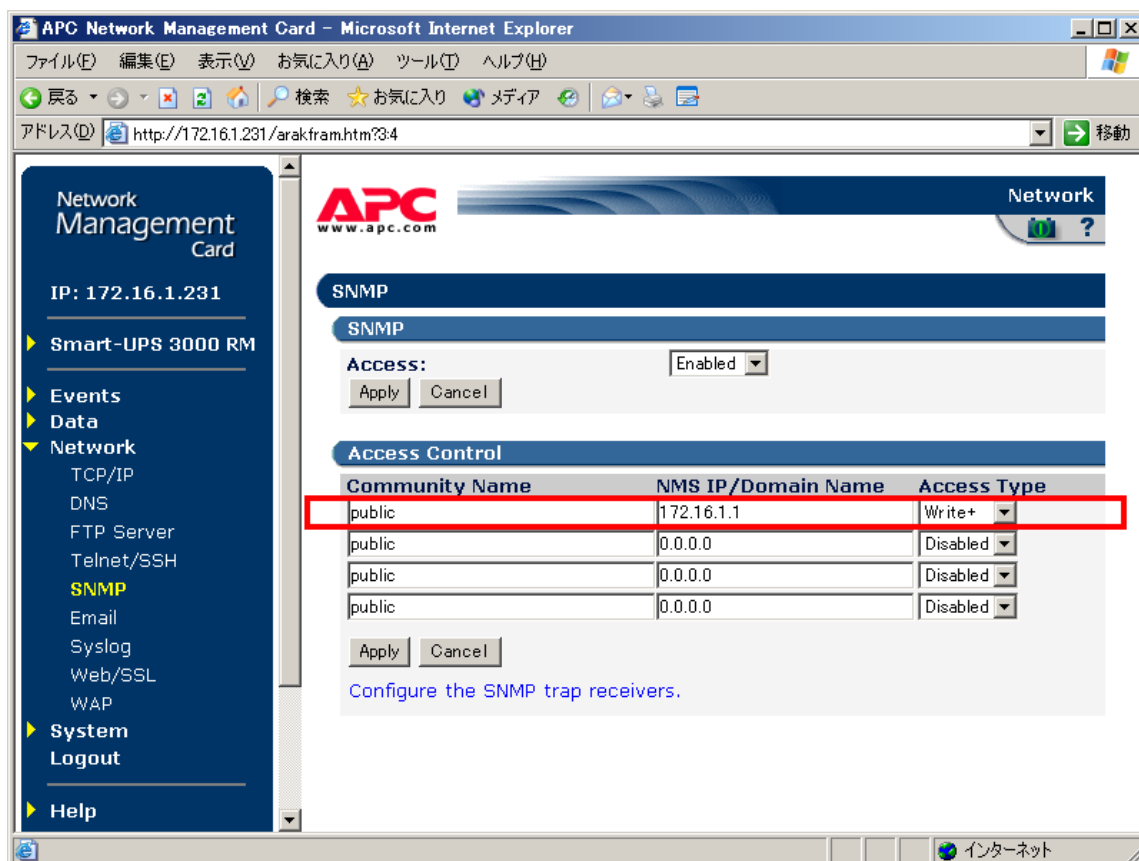 APC Network Management Card - Microsoft Internet Explorer
ファイル(F) 編集(E) 表示(V) お気に入り(A) ツール(T) ヘルプ(H)
戻る 検索 お気に入り メディア
アドレス(D) http://172.16.1.231/arakfram.htm?3:4 移動
Network
Management
Card
IP: 172.16.1.231
Smart-UPS 3000 RM
Events
Data
Network
TCP/IP
DNS
FTP Server
Telnet/SSH
SNMP
Email
Syslog
Web/SSL
WAP
System
Logout
Help
APC
www.apc.com
Network
?
SNMP
SNMP
Access: Enabled
Apply Cancel
Access Control
Community Name NMS IP/Domain Name Access Type
public 172.16.1.1 Write+
public 0.0.0.0 Disabled
public 0.0.0.0 Disabled
public 0.0.0.0 Disabled
Apply Cancel
Configure the SNMP trap receivers.
インターネット